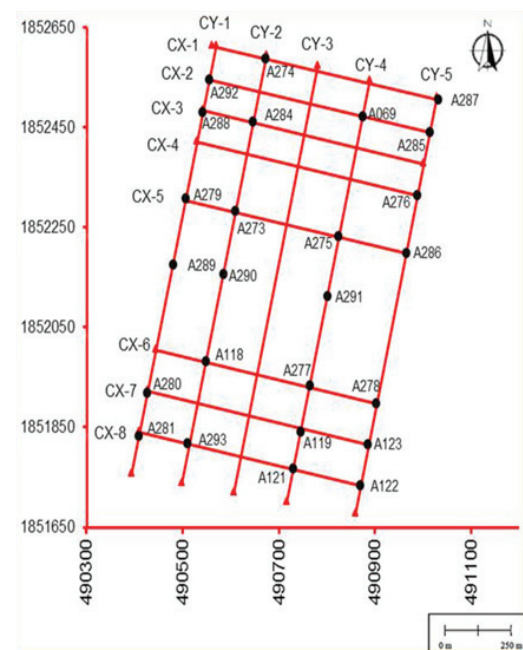 1852650
1852450
1852250
1852050
1851850
1851650
490300
490500
490700
490900
491100
N
CY-1
CY-2
CY-3
CY-4
CY-5
CX-1
CX-2
CX-3
CX-4
CX-5
CX-6
CX-7
CX-8
A274
A287
A292
A069
A288
A284
A285
A276
A279
A273
A275
A286
A289
A290
A291
A118
A277
A278
A280
A119
A123
A281
A293
A121
A122
0 m 250 m